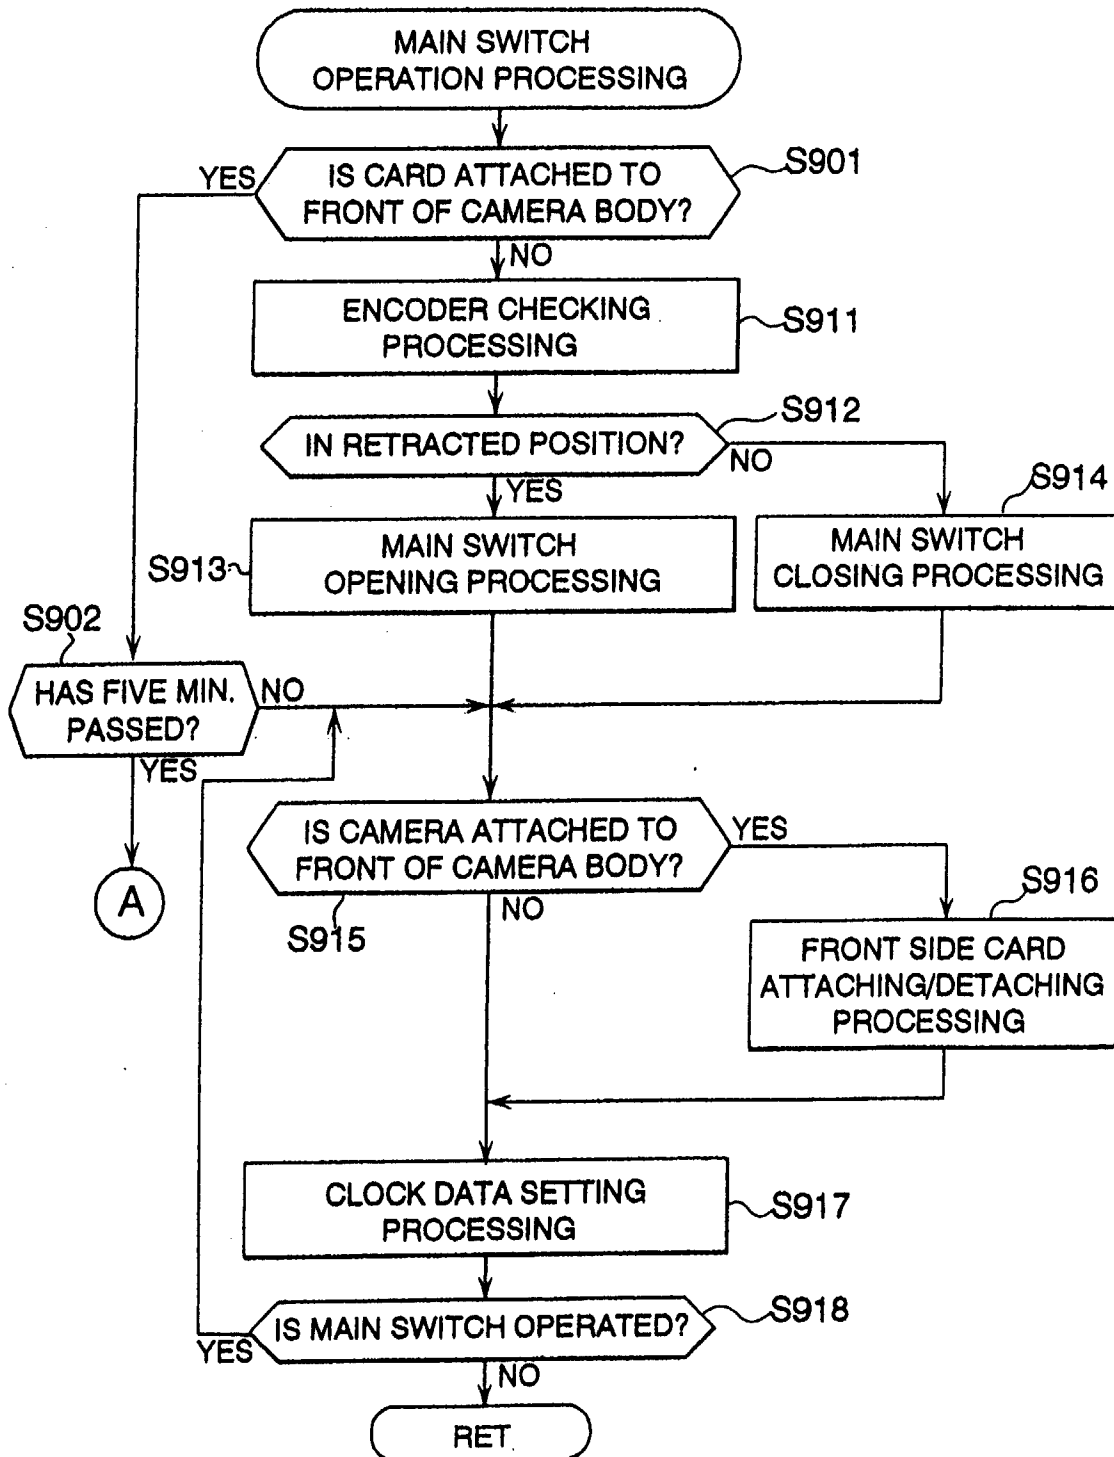 MAIN SWITCH
OPERATION PROCESSING
YES
IS CARD ATTACHED TO
FRONT OF CAMERA BODY?
S901
NO
ENCODER CHECKING
PROCESSING
S911
IN RETRACTED POSITION?
S912
NO
YES
S914
S913
MAIN SWITCH
OPENING PROCESSING
MAIN SWITCH
CLOSING PROCESSING
S902
HAS FIVE MIN.
PASSED?
NO
YES
A
IS CAMERA ATTACHED TO
FRONT OF CAMERA BODY?
YES
NO
S915
S916
FRONT SIDE CARD
ATTACHING/DETACHING
PROCESSING
CLOCK DATA SETTING
PROCESSING
S917
IS MAIN SWITCH OPERATED?
S918
YES
NO
RET